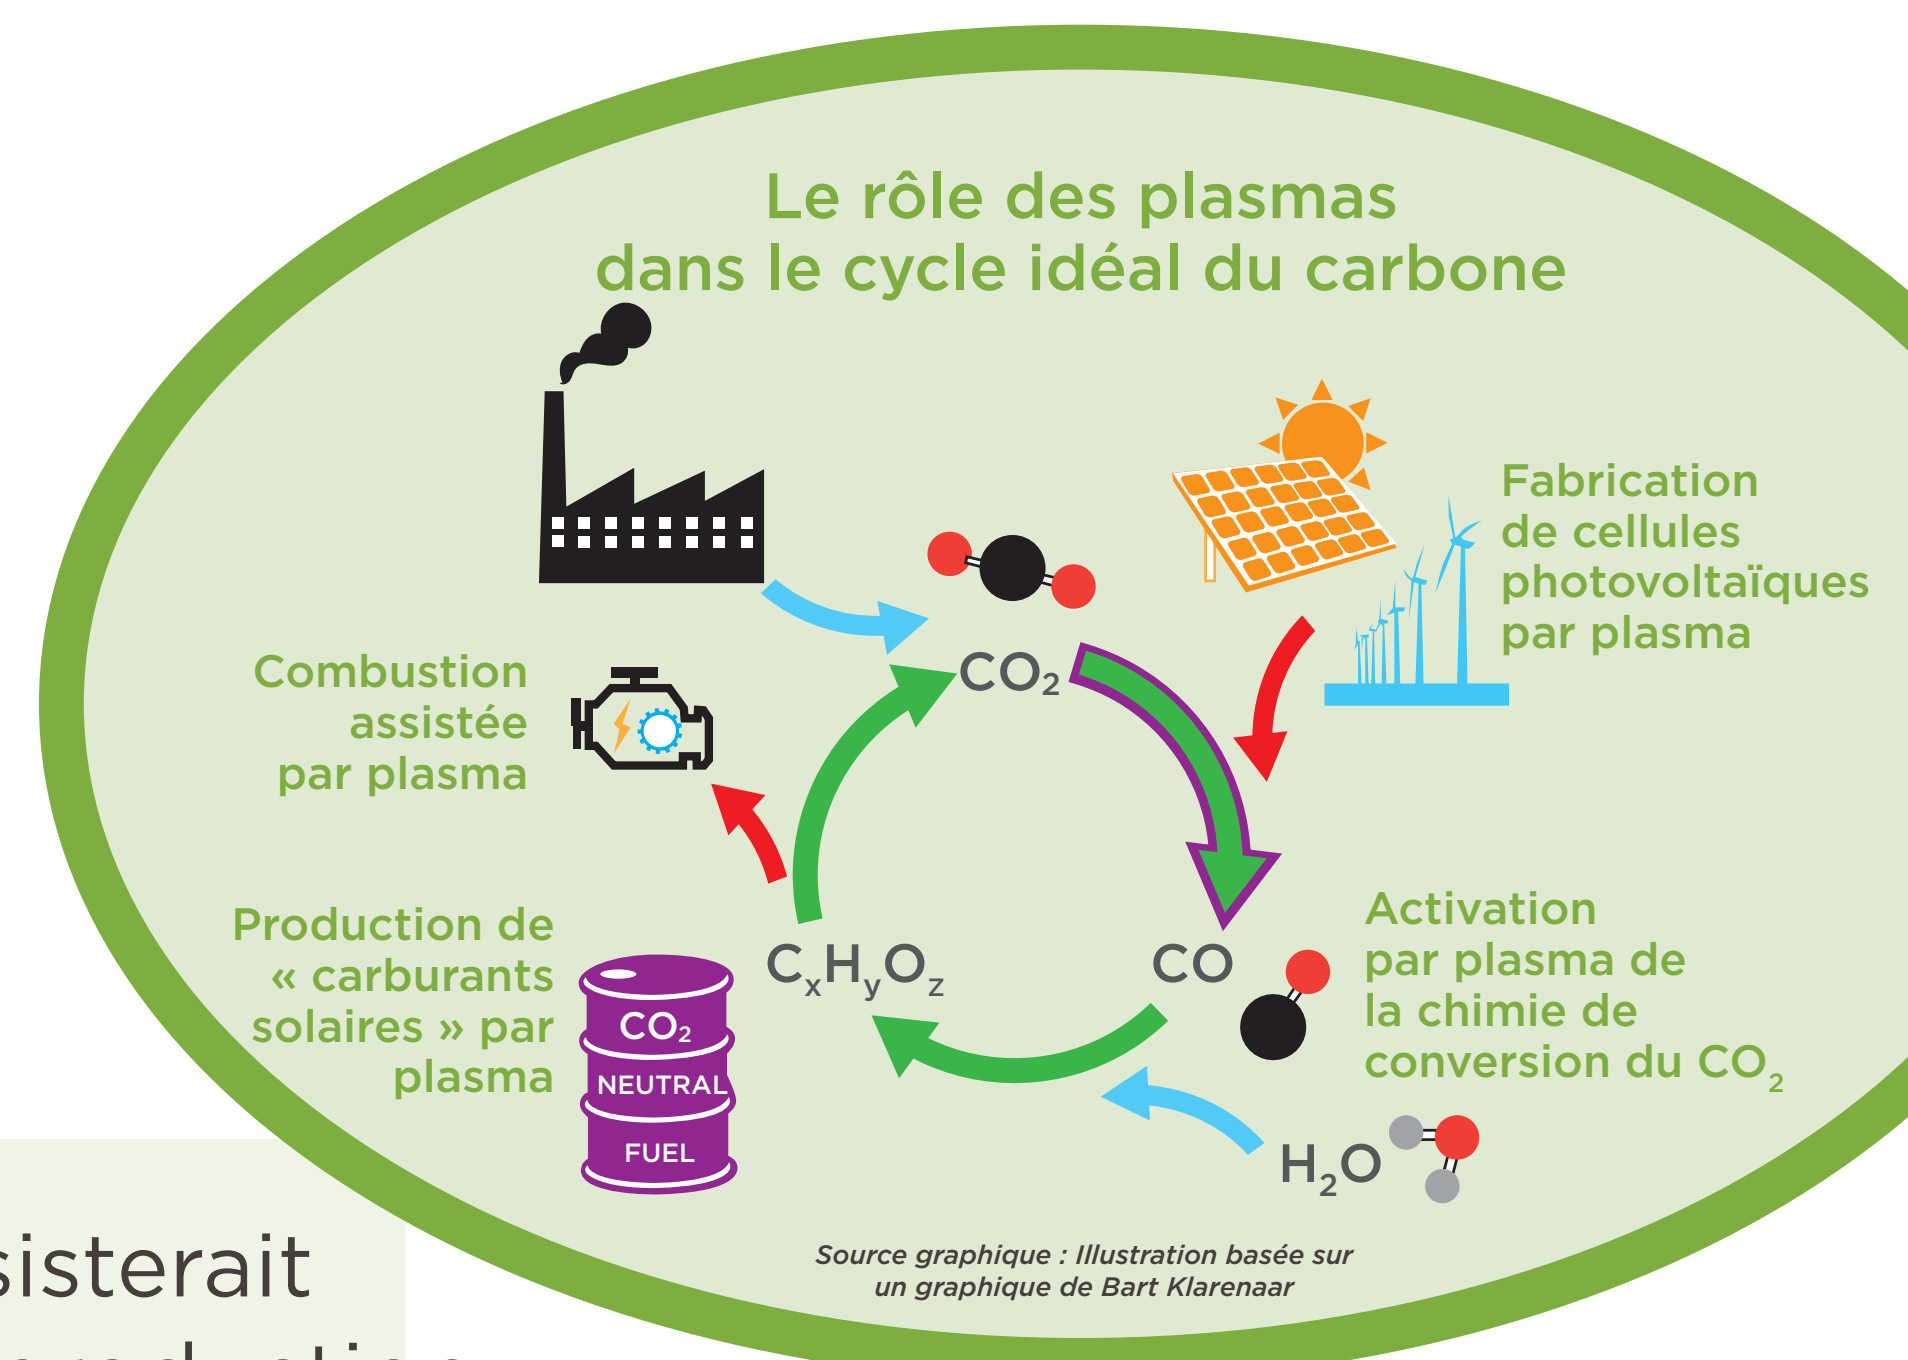 Le rôle des plasmas
dans le cycle idéal du carbone
Fabrication
de cellules
photovoltaïques
par plasma
CO₂
Combustion
assistée
par plasma
Production de
« carburants
solaires » par
plasma
CO₂
NEUTRAL
FUEL
CₓHᵧO_z
CO
Activation
par plasma de
la chimie de
conversion du CO₂
H₂O
Source graphique : Illustration basée sur
un graphique de Bart Klarenaar
sisterait